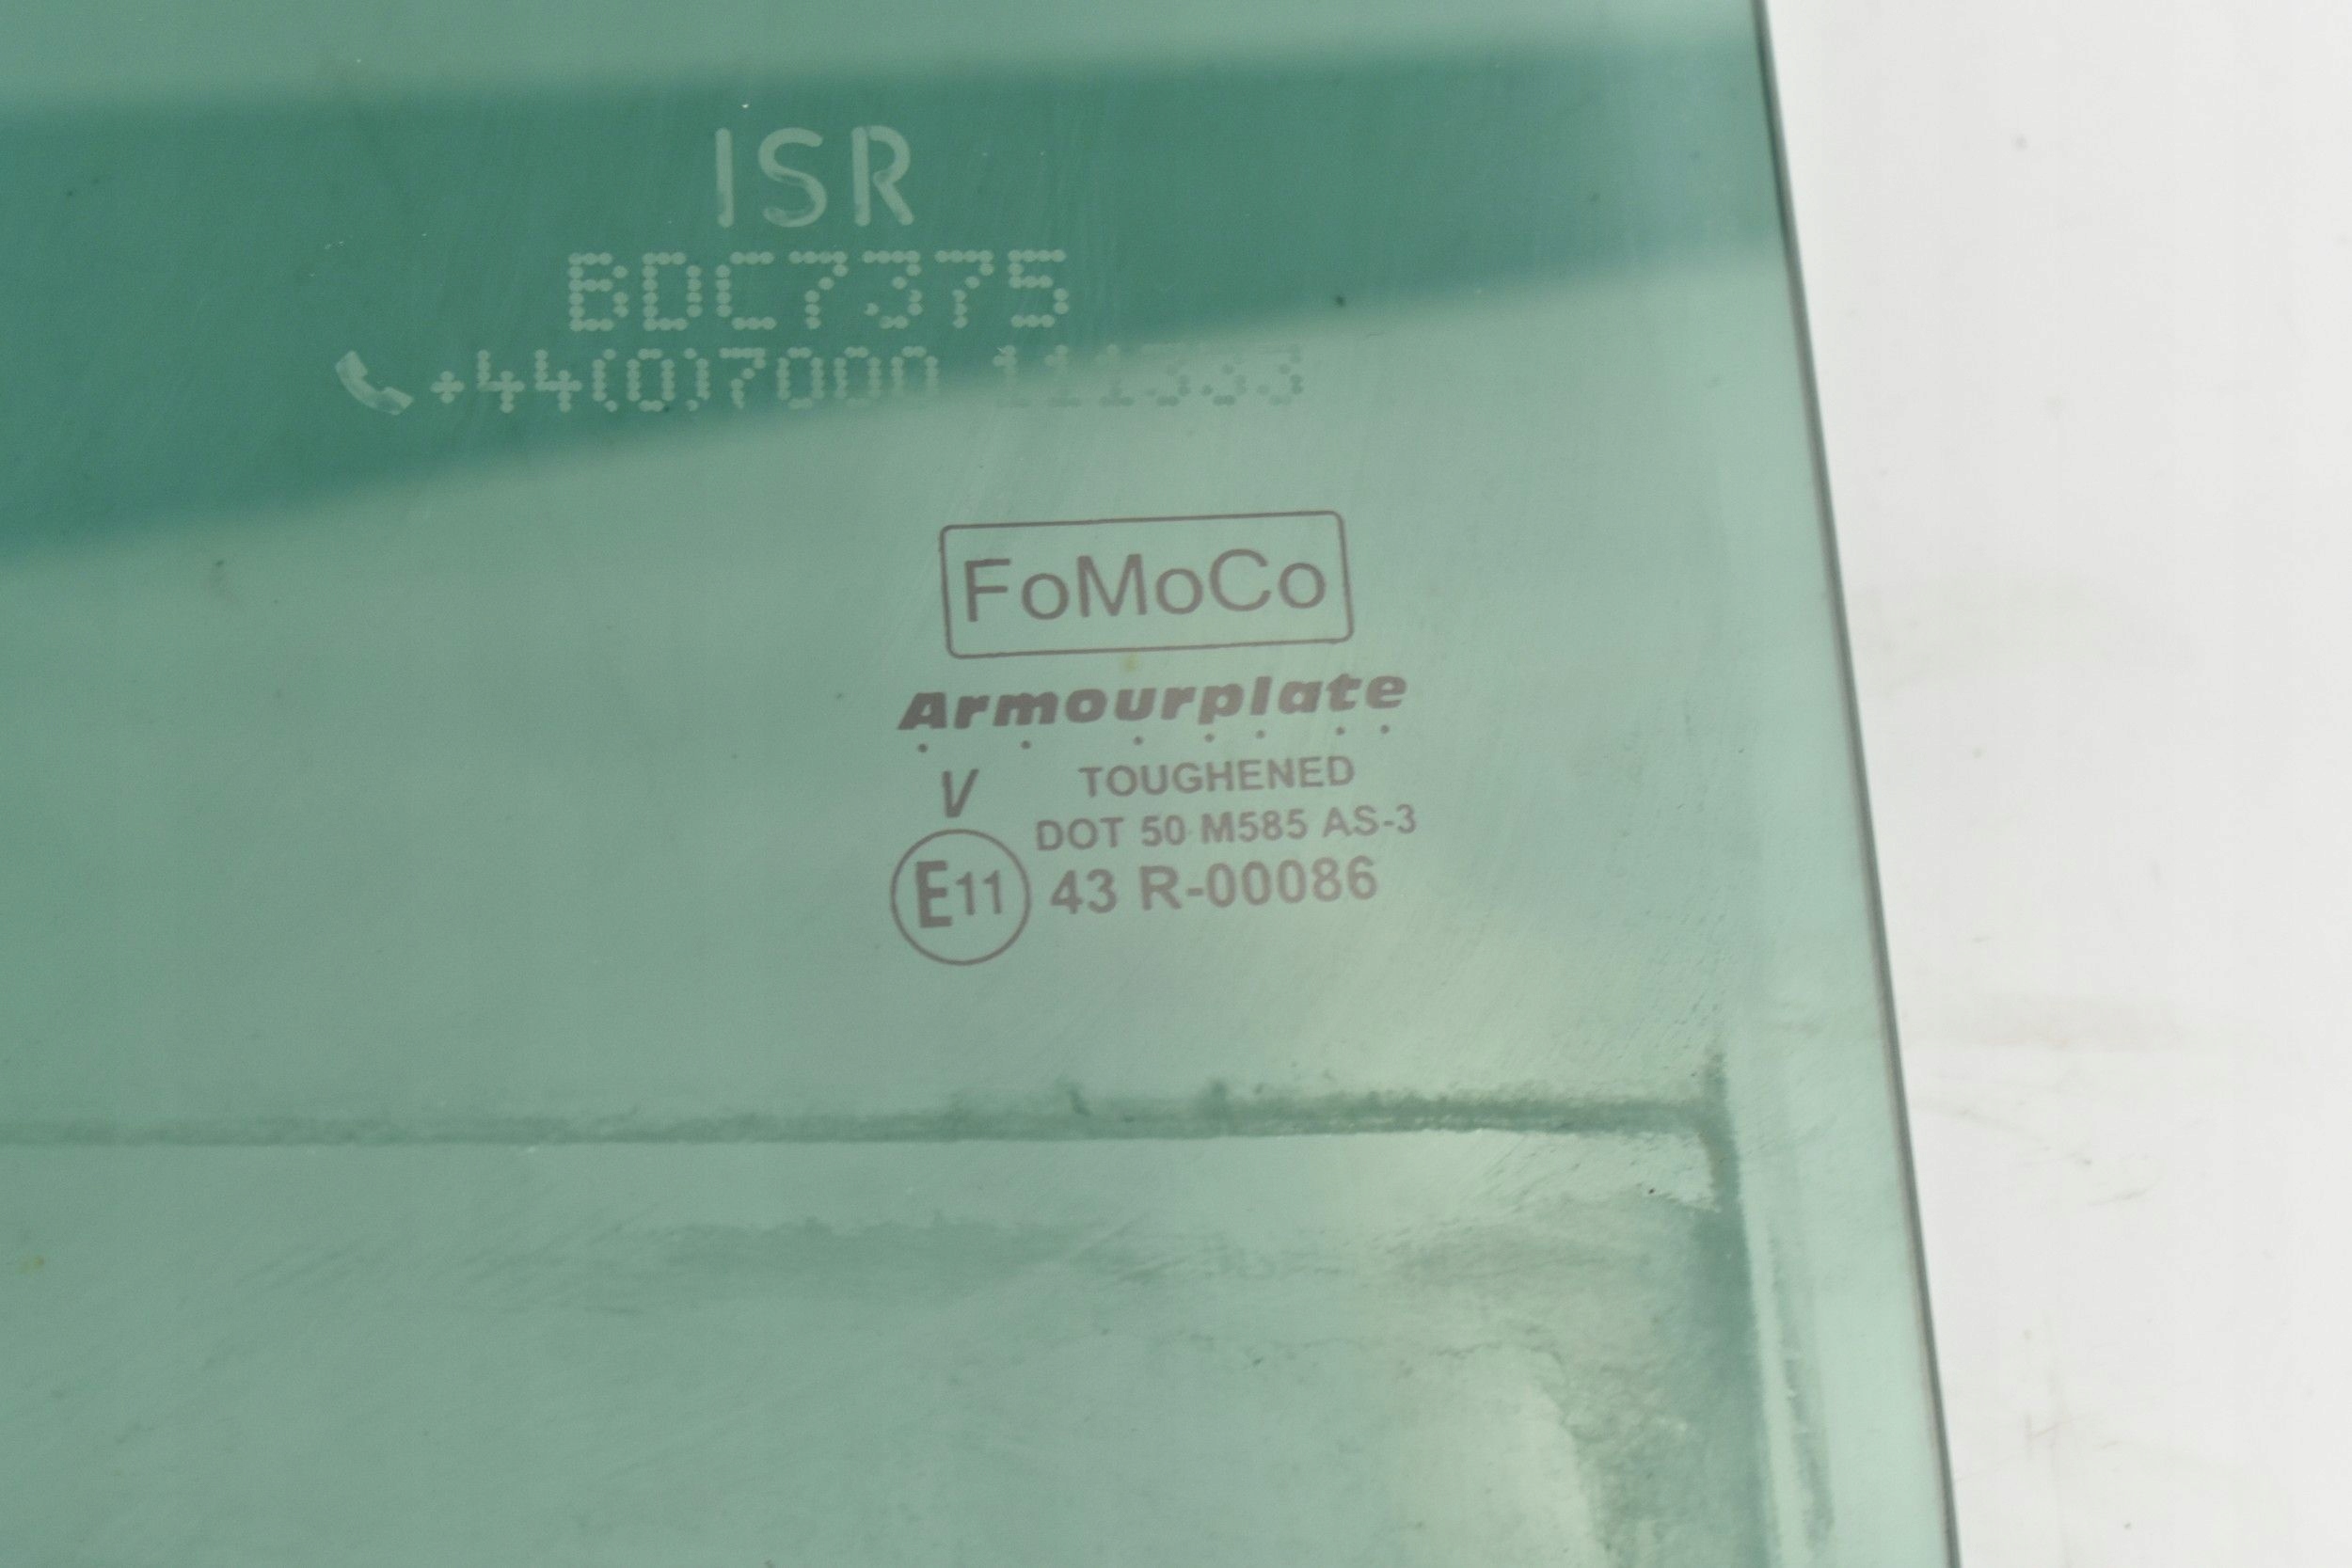 ISR
BDC7375
+44(0)7000 111333
FoMoCo
Armourplate
V TOUGHENED
DOT 50 M585 AS-3
E11 43 R-00086